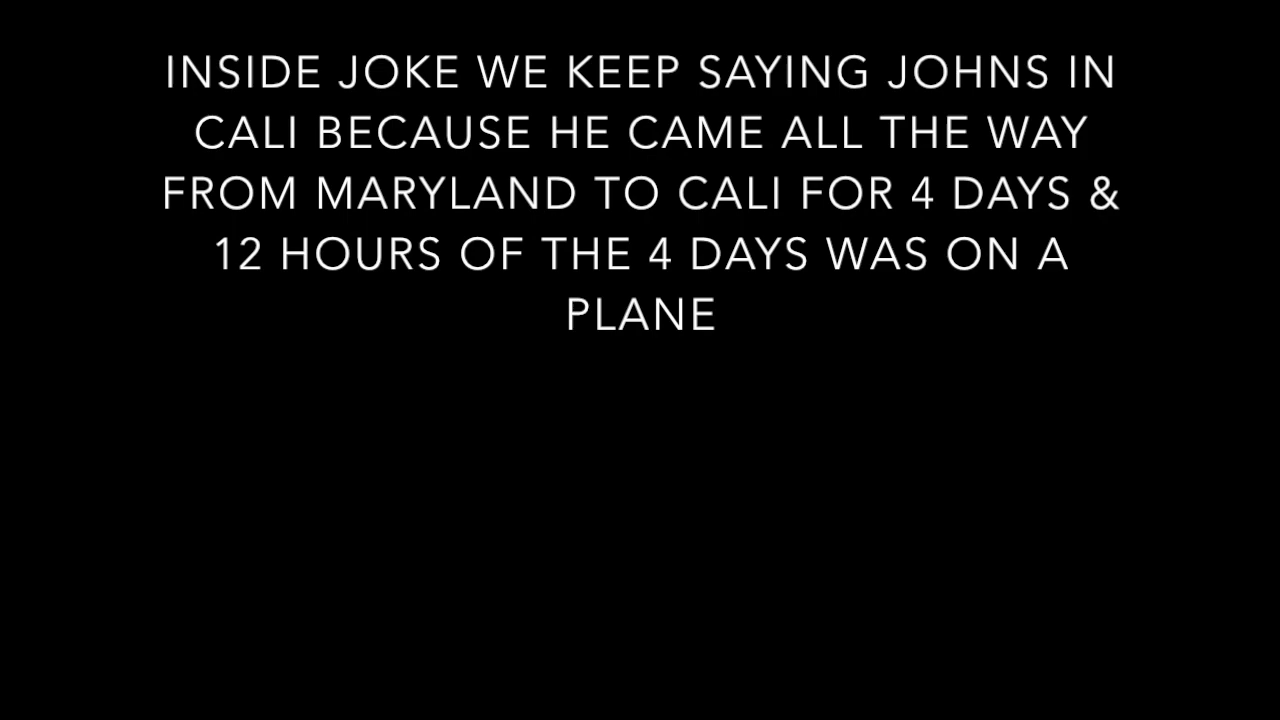 INSIDE JOKE WE KEEP SAYING JOHNS IN
CALI BECAUSE HE CAME ALL THE WAY
FROM MARYLAND TO CALI FOR 4 DAYS &
12 HOURS OF THE 4 DAYS WAS ON A
PLANE